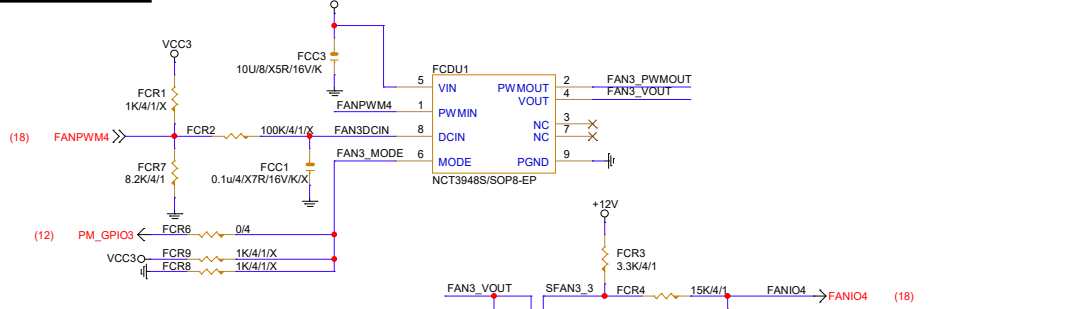 VCC3
FCC3
10U/8/X5R/16V/K
FCDU1
FCR1
1K/4/1/X
5
VIN
PWMOUT
2
FAN3_PWMOUT
VOUT
4
FAN3_VOUT
FANPWM4
1
PWMIN
(18)
FANPWM4
FCR2
100K/4/1/X
FAN3DCIN
8
DCIN
NC
3
NC
7
FAN3_MODE
6
MODE
PGND
9
FCR7
8.2K/4/1
FCC1
0.1u/4/X7R/16V/K/X
NCT3948S/SOP8-EP
+12V
(12)
PM_GPIO3
FCR6
0/4
VCC3
FCR9
1K/4/1/X
FCR8
1K/4/1/X
FCR3
3.3K/4/1
FAN3_VOUT
SFAN3_3
FCR4
15K/4/1
FANIO4
FANIO4
(18)